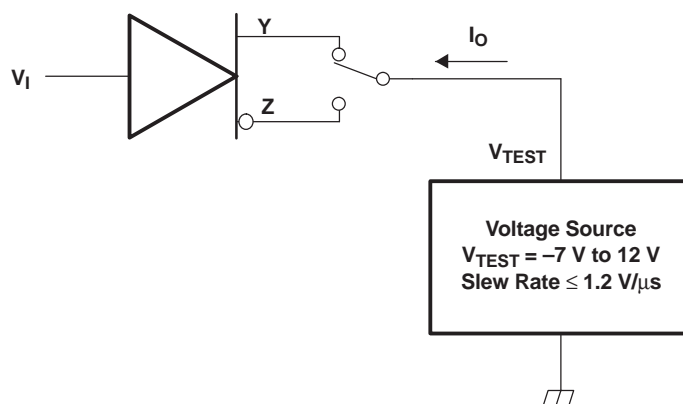 Y
I_O
V_I
Z
V_TEST
Voltage Source
V_TEST = –7 V to 12 V
Slew Rate ≤ 1.2 V/μs